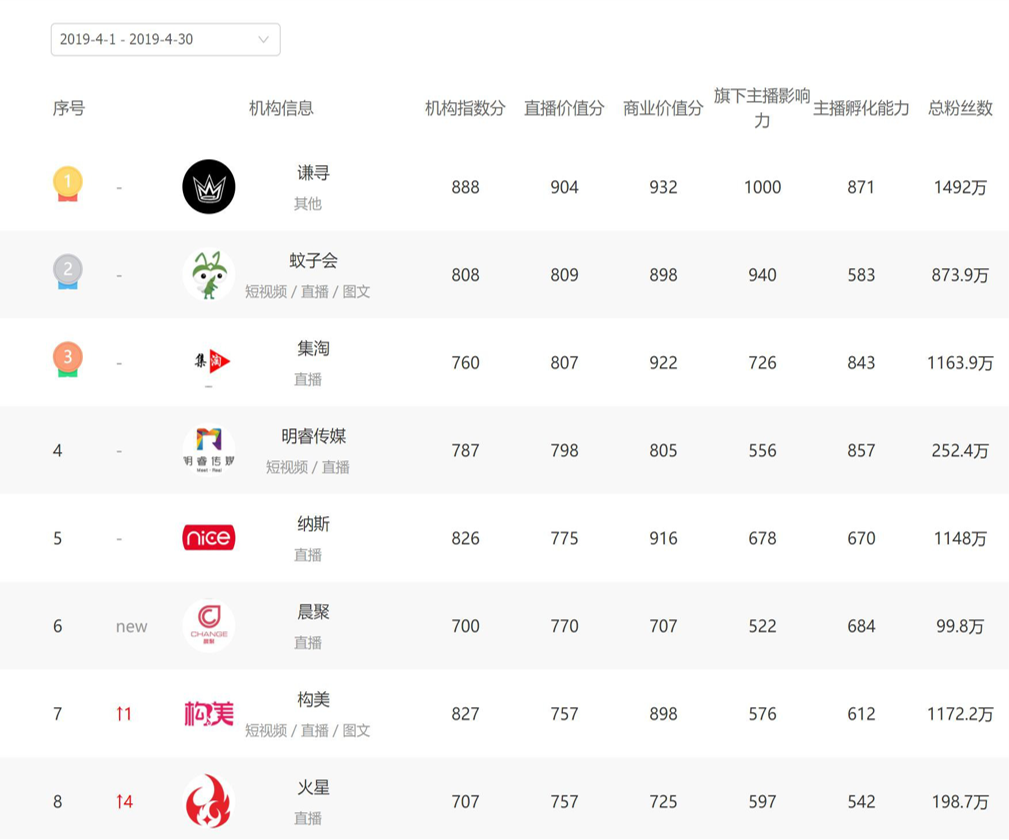 2019-4-1 - 2019-4-30
序号 机构信息 机构指数分 直播价值分 商业价值分 旗下主播影响力 主播孵化能力 总粉丝数
1 - 谦寻 888 904 932 1000 871 1492万
其他
2 - 蚊子会 808 809 898 940 583 873.9万
短视频 / 直播 / 图文
3 - 集淘 集淘 760 807 922 726 843 1163.9万
直播
4 - 明睿传媒 明睿传媒 787 798 805 556 857 252.4万
短视频 / 直播
5 - nice 纳斯 826 775 916 678 670 1148万
直播
6 new CHANGE 晨聚 晨聚 700 770 707 522 684 99.8万
直播
7 ↑1 构美 构美 827 757 898 576 612 1172.2万
短视频 / 直播 / 图文
8 ↑4 火星 707 757 725 597 542 198.7万
直播